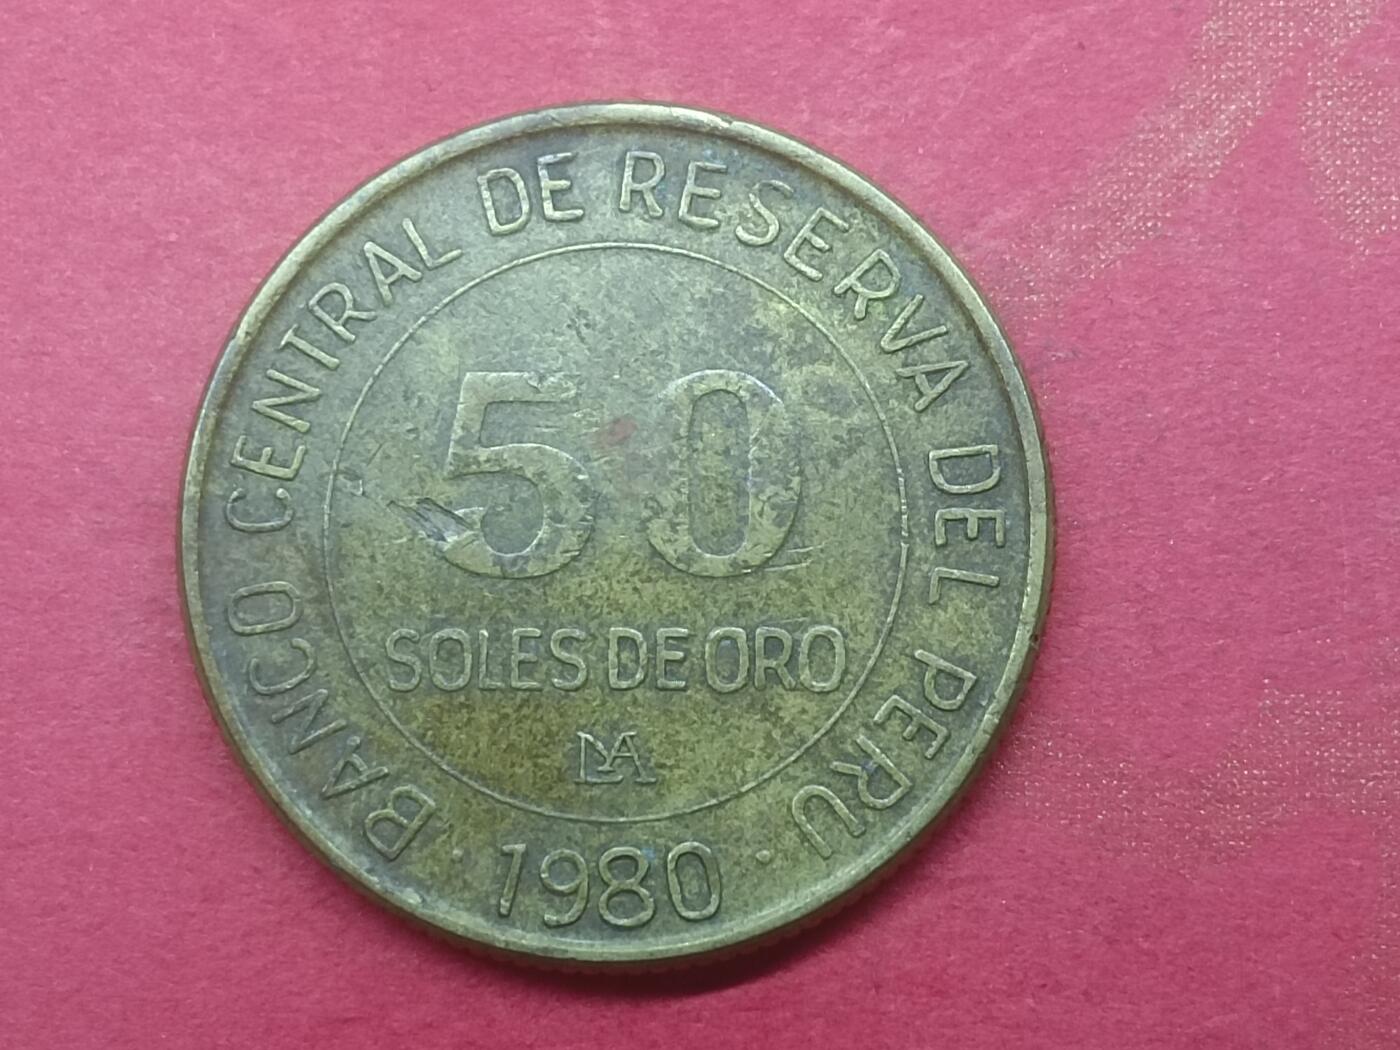 BANCO CENTRAL DE RESERVA DEL PERU
50
SOLES DE ORO
LMA
· 1980 ·